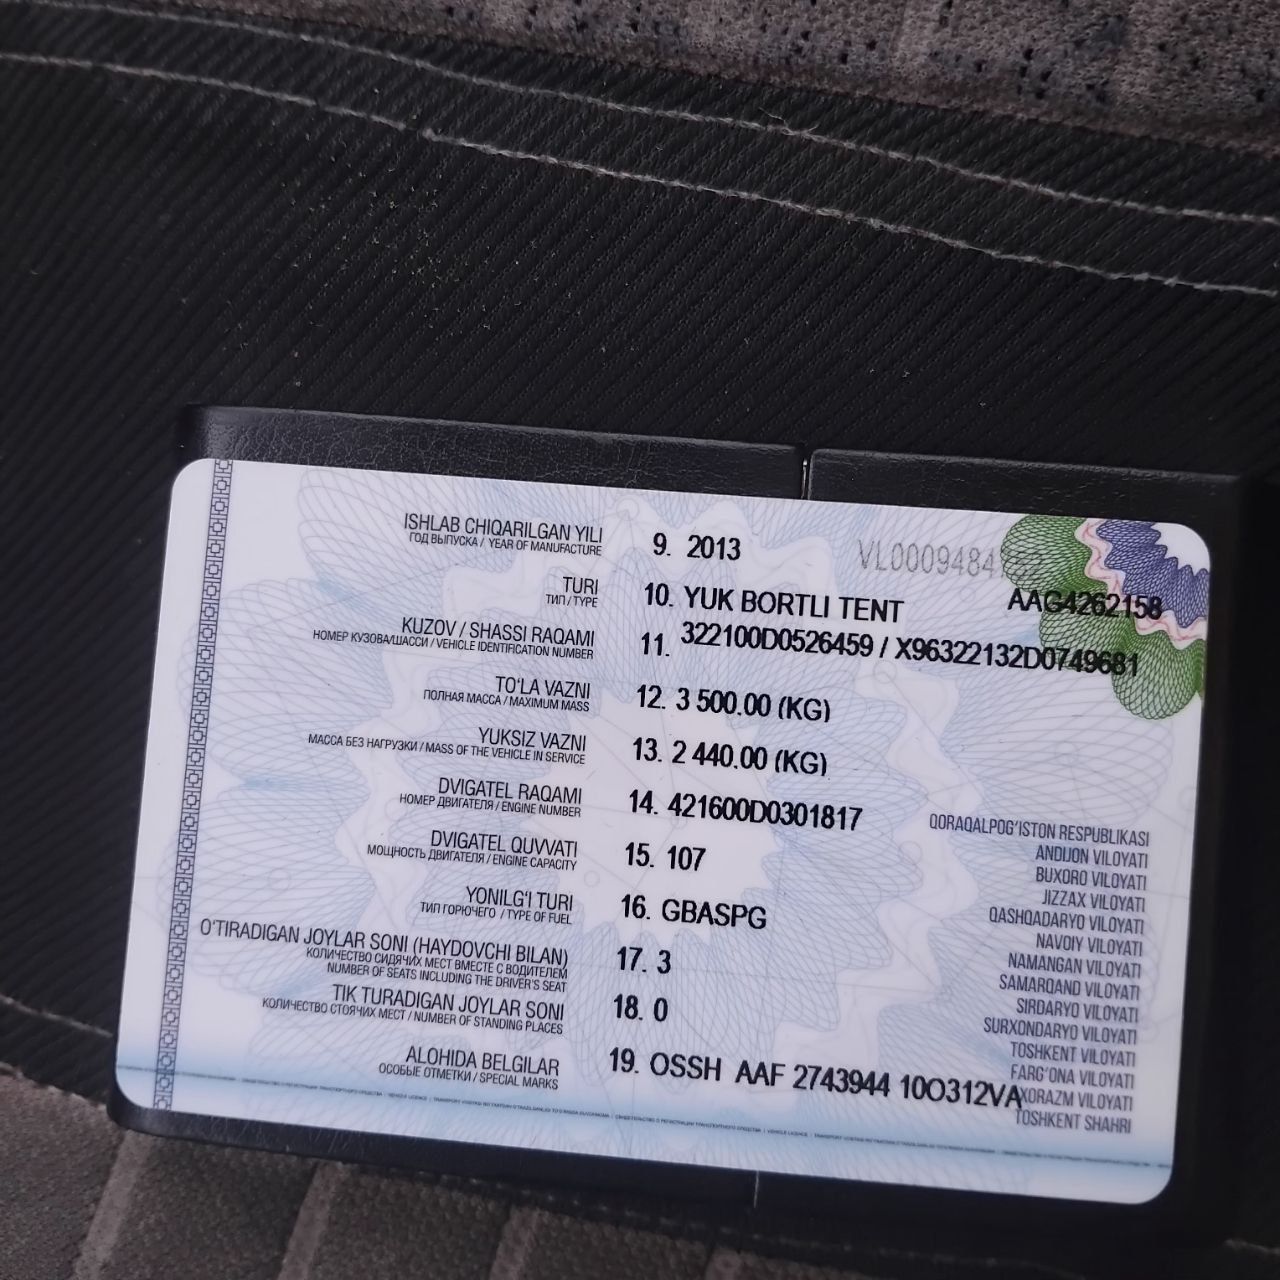 ISHLAB CHIQARILGAN YILI
ГОД ВЫПУСКА / YEAR OF MANUFACTURE
9. 2013
VL0009484
AAG4262158
TURI
ТИП / TYPE
10. YUK BORTLI TENT
KUZOV / SHASSI RAQAMI
НОМЕР КУЗОВА/ШАССИ / VEHICLE IDENTIFICATION NUMBER
11. 322100D0526459 / X96322132D0749681
TO‘LA VAZNI
ПОЛНАЯ МАССА / MAXIMUM MASS
12. 3 500.00 (KG)
YUKSIZ VAZNI
МАССА БЕЗ НАГРУЗКИ / MASS OF THE VEHICLE IN SERVICE
13. 2 440.00 (KG)
DVIGATEL RAQAMI
НОМЕР ДВИГАТЕЛЯ / ENGINE NUMBER
14. 421600D0301817
DVIGATEL QUVVATI
МОЩНОСТЬ ДВИГАТЕЛЯ / ENGINE CAPACITY
15. 107
YONILG‘I TURI
ТИП ГОРЮЧЕГО / TYPE OF FUEL
16. GBASPG
O‘TIRADIGAN JOYLAR SONI (HAYDOVCHI BILAN)
КОЛИЧЕСТВО СИДЯЧИХ МЕСТ ВМЕСТЕ С ВОДИТЕЛЕМ
NUMBER OF SEATS INCLUDING THE DRIVER'S SEAT
17. 3
TIK TURADIGAN JOYLAR SONI
КОЛИЧЕСТВО СТОЯЧИХ МЕСТ / NUMBER OF STANDING PLACES
18. 0
ALOHIDA BELGILAR
ОСОБЫЕ ОТМЕТКИ / SPECIAL MARKS
19. OSSH AAF 2743944 10O312VA
QORAQALPOG‘ISTON RESPUBLIKASI
ANDIJON VILOYATI
BUXORO VILOYATI
JIZZAX VILOYATI
QASHQADARYO VILOYATI
NAVOIY VILOYATI
NAMANGAN VILOYATI
SAMARQAND VILOYATI
SIRDARYO VILOYATI
SURXONDARYO VILOYATI
TOSHKENT VILOYATI
FARG‘ONA VILOYATI
XORAZM VILOYATI
TOSHKENT SHAHRI